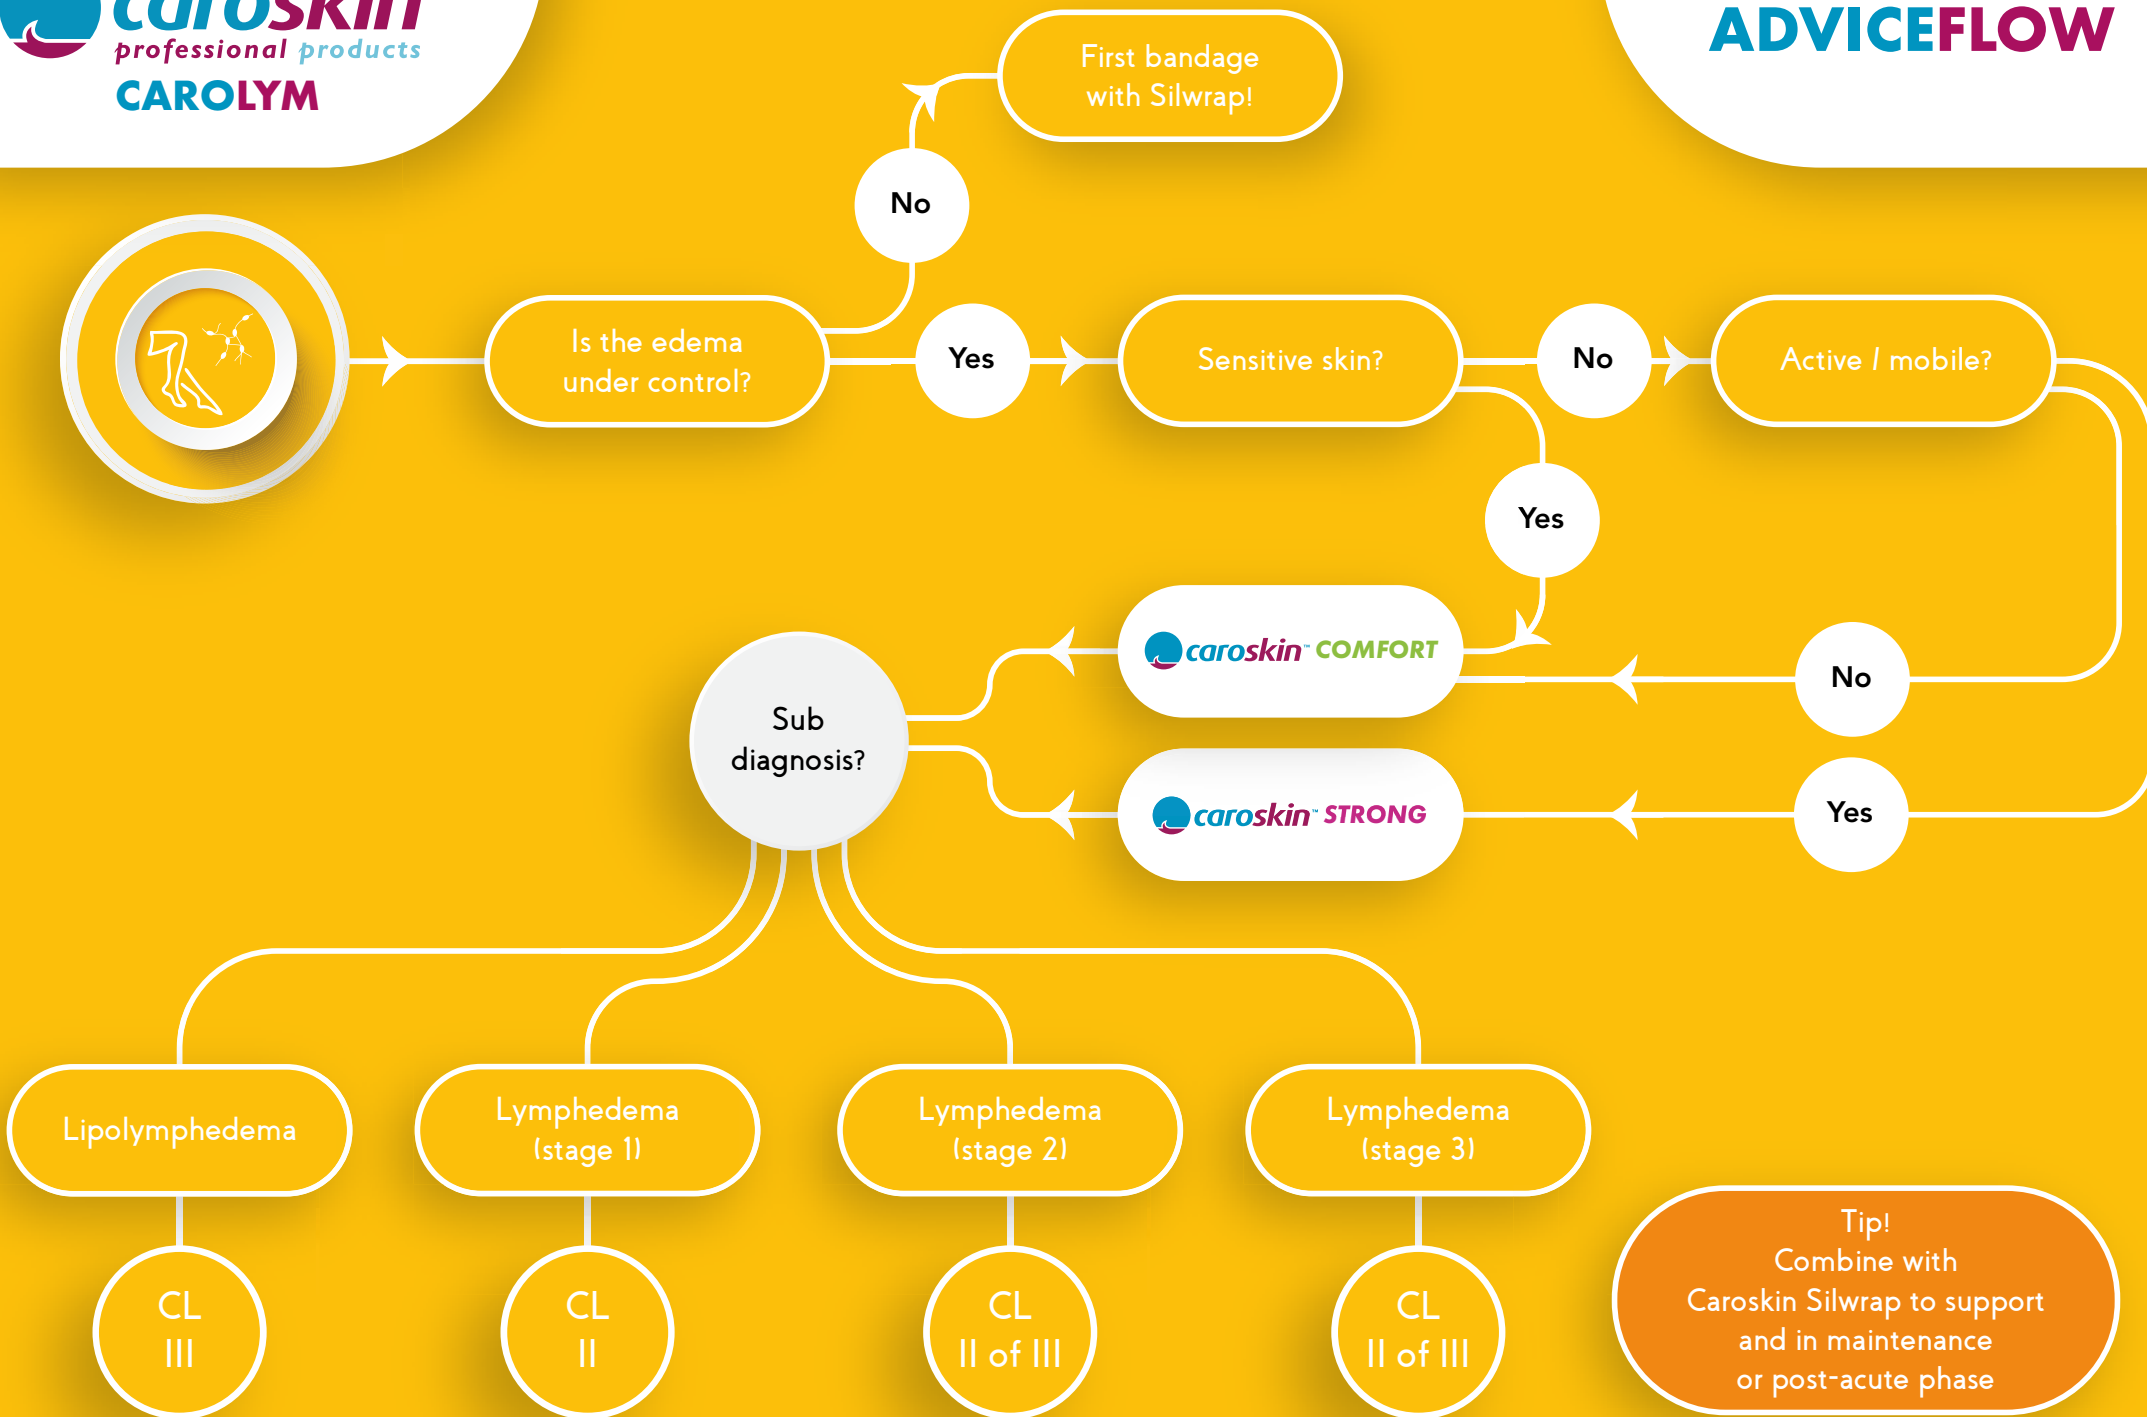 caroskin
professional products
CAROLYM
ADVICEFLOW
First bandage
with Silwrap!
No
Is the edema
under control?
Yes
Sensitive skin?
No
Active / mobile?
Yes
caroskin™ COMFORT
No
Sub
diagnosis?
caroskin™ STRONG
Yes
Lipolymphedema
Lymphedema
(stage 1)
Lymphedema
(stage 2)
Lymphedema
(stage 3)
CL
III
CL
II
CL
II of III
CL
II of III
Tip!
Combine with
Caroskin Silwrap to support
and in maintenance
or post-acute phase